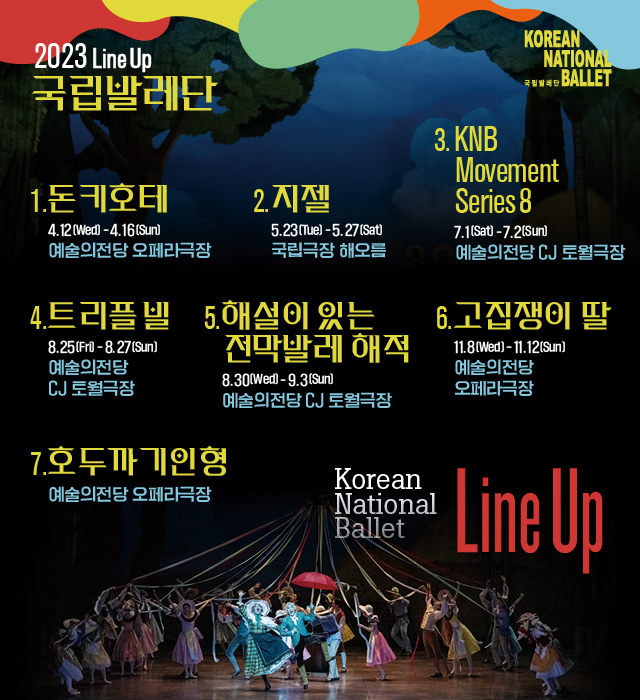 2023 Line Up
국립발레단
KOREAN
NATIONAL
국립발레단 BALLET
1.돈키호테
4.12(Wed) - 4.16(Sun)
예술의전당 오페라극장
2.지젤
5.23(Tue) - 5.27(Sat)
국립극장 해오름
3. KNB
Movement
Series 8
7.1(Sat) - 7.2(Sun)
예술의전당 CJ 토월극장
4.트리플 빌
8.25(Fri) - 8.27(Sun)
예술의전당
CJ 토월극장
5.해설이 있는
전막발레 해적
8.30(Wed) - 9.3(Sun)
예술의전당 CJ 토월극장
6.고집쟁이 딸
11.8(Wed) - 11.12(Sun)
예술의전당
오페라극장
7.호두까기인형
예술의전당 오페라극장
Korean
National
Ballet
Line Up